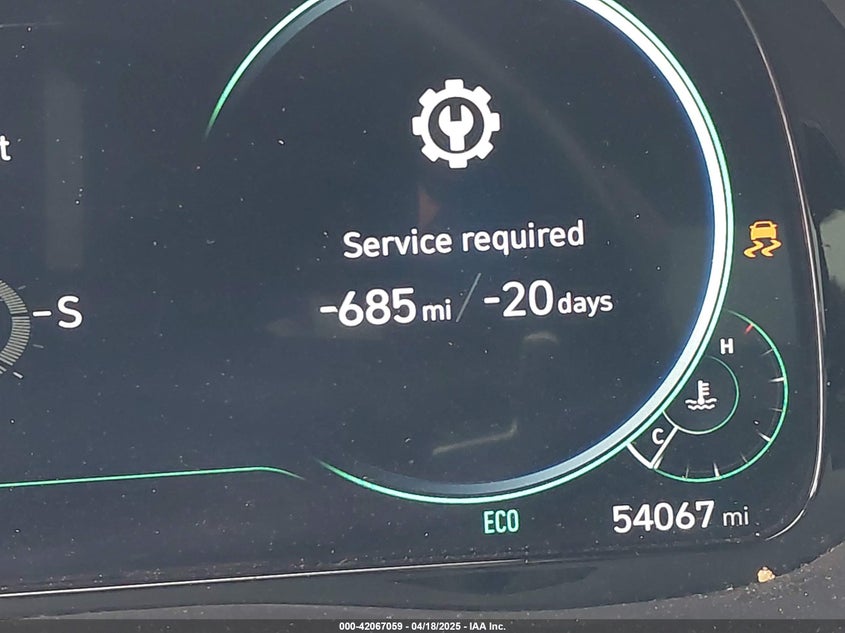 t
Service required
-685 mi / -20 days
-S
H
C
ECO
54067 mi
000-42067059 - 04/18/2025 - IAA Inc.